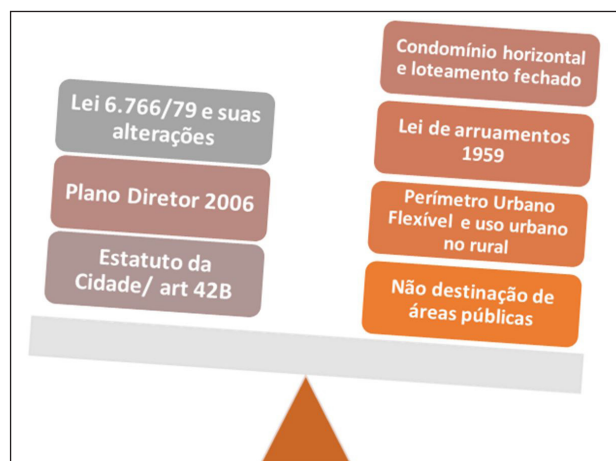 Lei 6.766/79 e suas
alterações
Plano Diretor 2006
Estatuto da
Cidade/ art 42B
Condomínio horizontal
e loteamento fechado
Lei de arruamentos
1959
Perímetro Urbano
Flexível e uso urbano
no rural
Não destinação de
áreas públicas